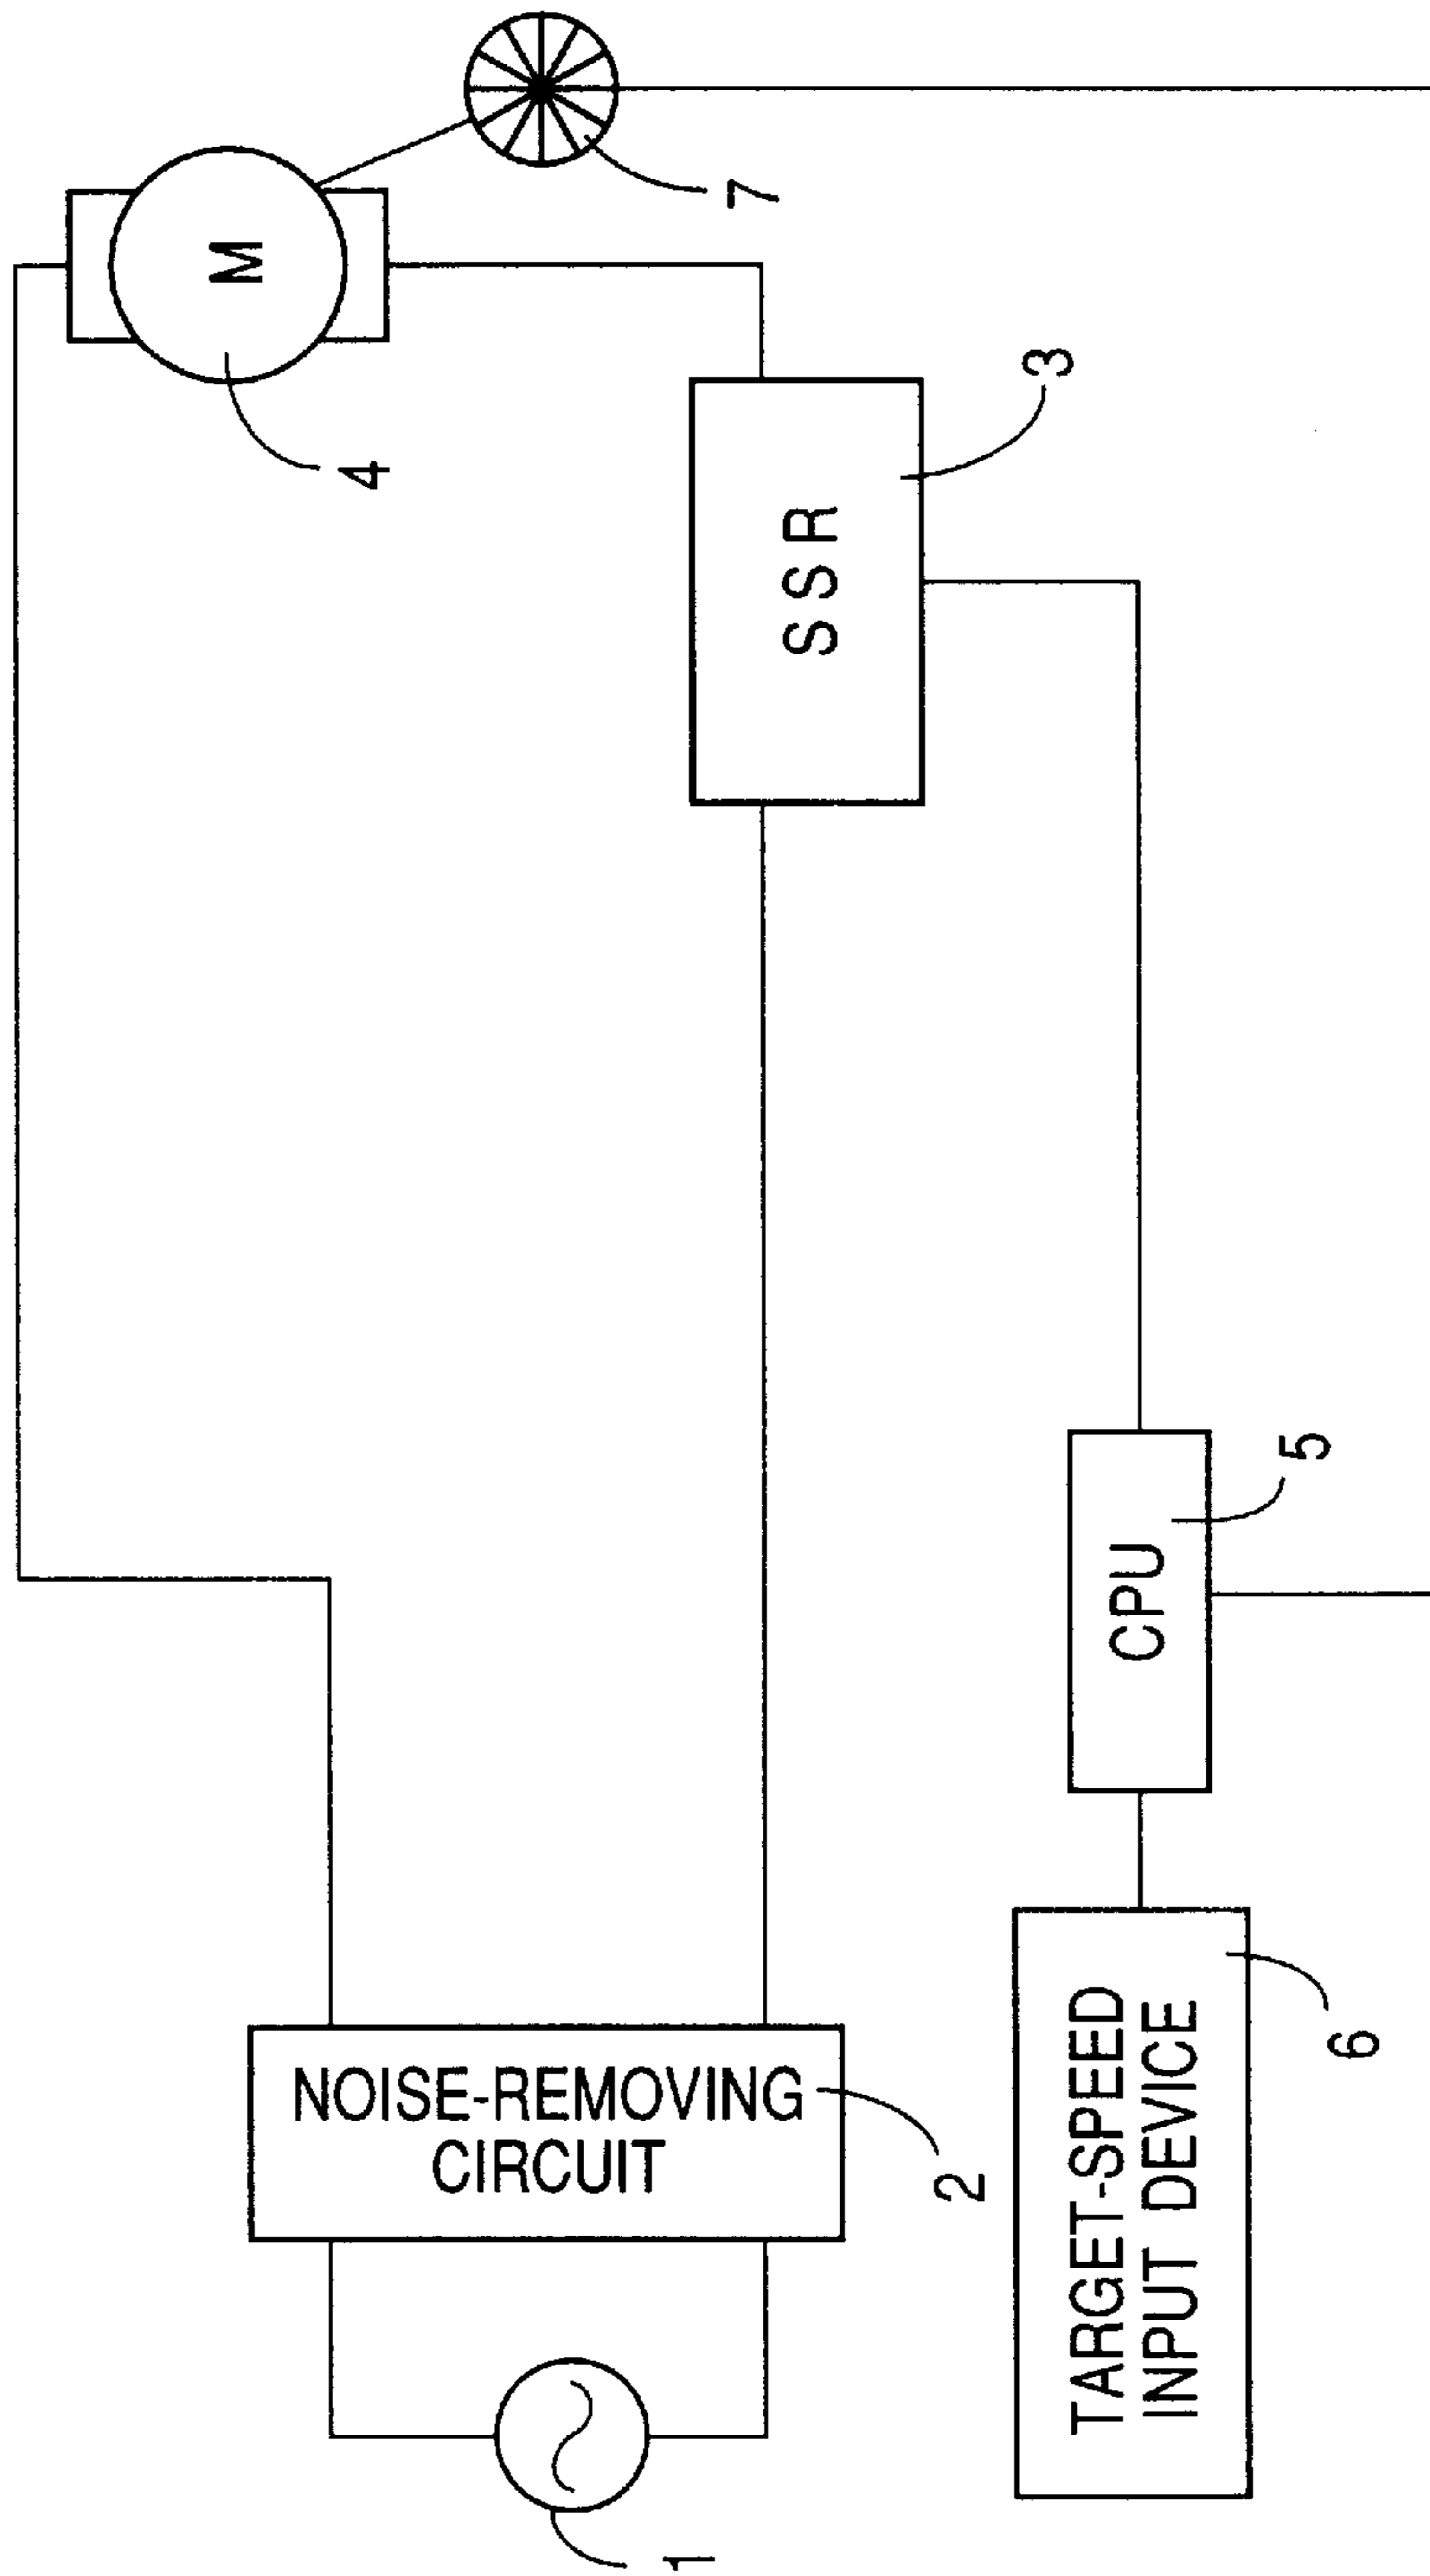 M
4
7
SSR
3
NOISE-REMOVING
CIRCUIT
2
1
CPU
5
TARGET-SPEED
INPUT DEVICE
6